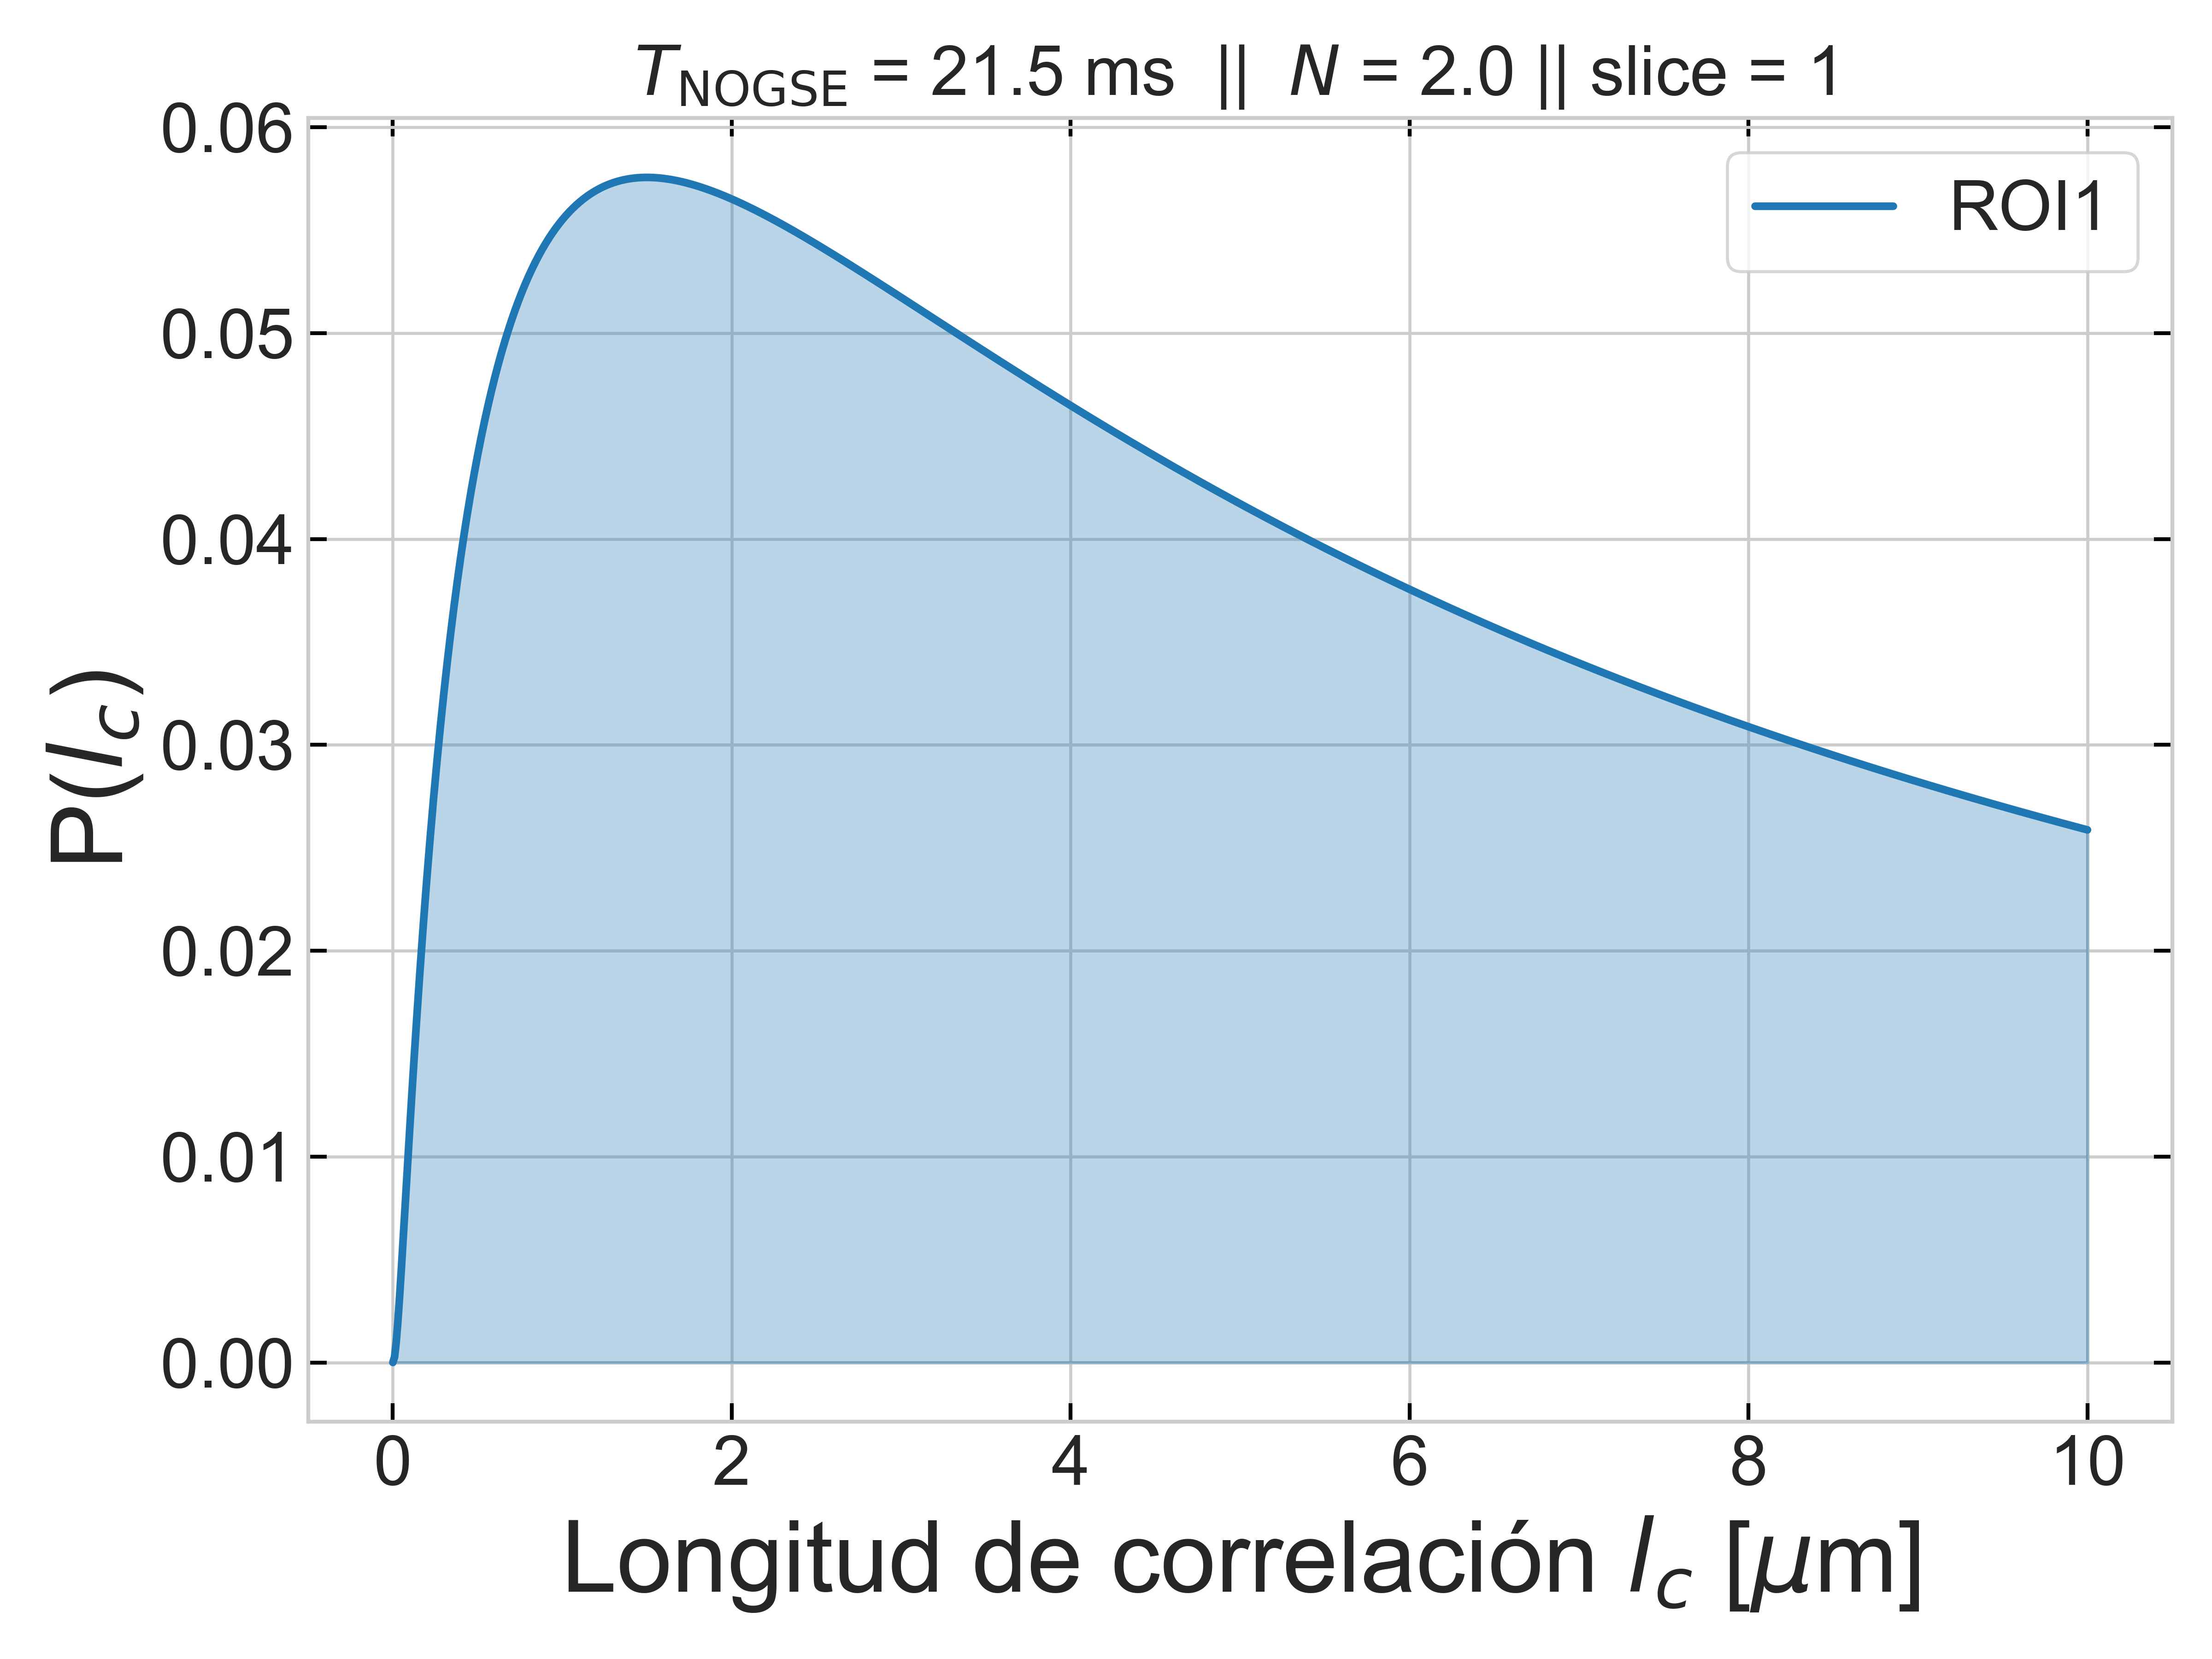 T_NOGSE = 21.5 ms || N = 2.0 || slice = 1
ROI1
P(l_c)
0.06
0.05
0.04
0.03
0.02
0.01
0.00
0 2 4 6 8 10
Longitud de correlación l_c [μm]